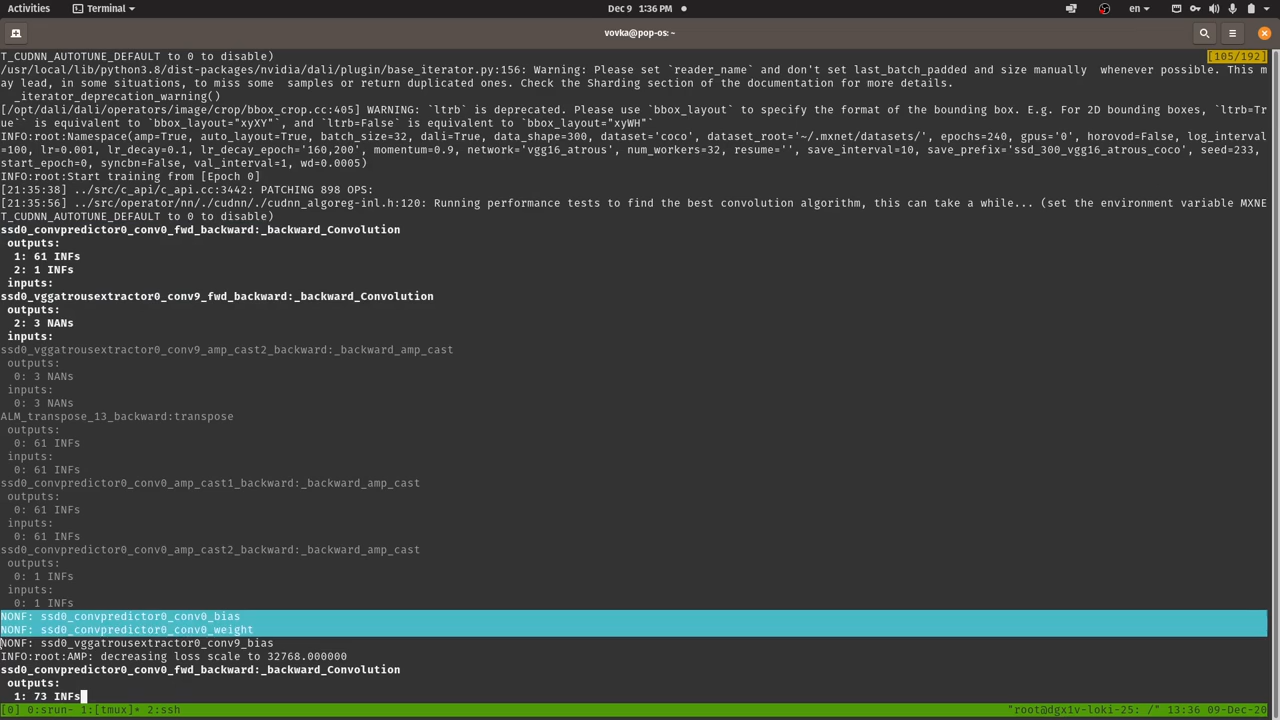 Activities
Terminal
Dec 9 1:36 PM
en
vovka@pop-os: ~
T_CUDNN_AUTOTUNE_DEFAULT to 0 to disable)
[105/192]
/usr/local/lib/python3.8/dist-packages/nvidia/dali/plugin/base_iterator.py:156: Warning: Please set `reader_name` and don't set last_batch_padded and size manually  whenever possible. This m
ay lead, in some situations, to miss some  samples or return duplicated ones. Check the Sharding section of the documentation for more details.
  _iterator_deprecation_warning()
[/opt/dali/dali/operators/image/crop/bbox_crop.cc:405] WARNING: `ltrb` is deprecated. Please use `bbox_layout` to specify the format of the bounding box. E.g. For 2D bounding boxes, `ltrb=Tr
ue`` is equivalent to `bbox_layout="xyXY"`, and `ltrb=False` is equivalent to `bbox_layout="xyWH"`
INFO:root:Namespace(amp=True, auto_layout=True, batch_size=32, dali=True, data_shape=300, dataset='coco', dataset_root='~/.mxnet/datasets/', epochs=240, gpus='0', horovod=False, log_interval
=100, lr=0.001, lr_decay=0.1, lr_decay_epoch='160,200', momentum=0.9, network='vgg16_atrous', num_workers=32, resume='', save_interval=10, save_prefix='ssd_300_vgg16_atrous_coco', seed=233,
start_epoch=0, syncbn=False, val_interval=1, wd=0.0005)
INFO:root:Start training from [Epoch 0]
[21:35:38] ../src/c_api/c_api.cc:3442: PATCHING 898 OPS:
[21:35:56] ../src/operator/nn/./cudnn/./cudnn_algoreg-inl.h:120: Running performance tests to find the best convolution algorithm, this can take a while... (set the environment variable MXNE
T_CUDNN_AUTOTUNE_DEFAULT to 0 to disable)
ssd0_convpredictor0_conv0_fwd_backward:_backward_Convolution
 outputs:
  1: 61 INFs
  2: 1 INFs
 inputs:
ssd0_vggatrousextractor0_conv9_fwd_backward:_backward_Convolution
 outputs:
  2: 3 NANs
 inputs:
ssd0_vggatrousextractor0_conv9_amp_cast2_backward:_backward_amp_cast
 outputs:
  0: 3 NANs
 inputs:
  0: 3 NANs
ALM_transpose_13_backward:transpose
 outputs:
  0: 61 INFs
 inputs:
  0: 61 INFs
ssd0_convpredictor0_conv0_amp_cast1_backward:_backward_amp_cast
 outputs:
  0: 61 INFs
 inputs:
  0: 61 INFs
ssd0_convpredictor0_conv0_amp_cast2_backward:_backward_amp_cast
 outputs:
  0: 1 INFs
 inputs:
  0: 1 INFs
NONF: ssd0_convpredictor0_conv0_bias
NONF: ssd0_convpredictor0_conv0_weight
NONF: ssd0_vggatrousextractor0_conv9_bias
INFO:root:AMP: decreasing loss scale to 32768.000000
ssd0_convpredictor0_conv0_fwd_backward:_backward_Convolution
 outputs:
  1: 73 INFs
[0] 0:srun- 1:[tmux]* 2:ssh
"root@dgx1v-loki-25: /" 13:36 09-Dec-20